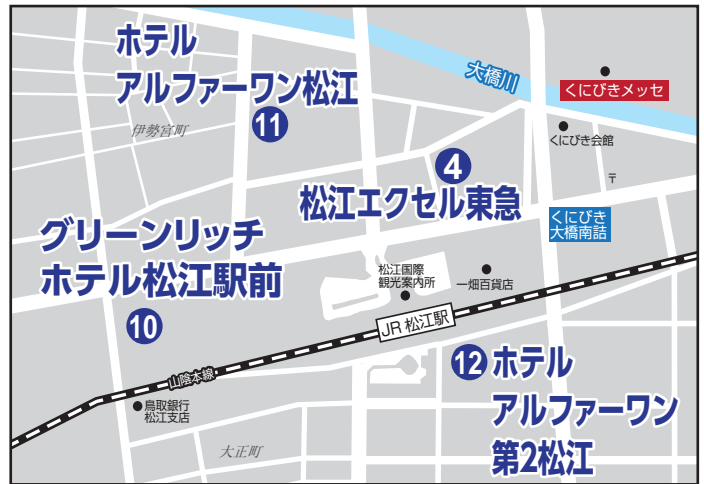 ホテル
アルファーワン松江
⑪
伊勢宮町
大橋川
くにびきメッセ
くにびき会館
〒
④
松江エクセル東急
くにびき
大橋南詰
グリーンリッチ
ホテル松江駅前
⑩
松江国際
観光案内所
一畑百貨店
JR 松江駅
山陰本線
⑫ ホテル
アルファーワン
第2松江
鳥取銀行
松江支店
大正町